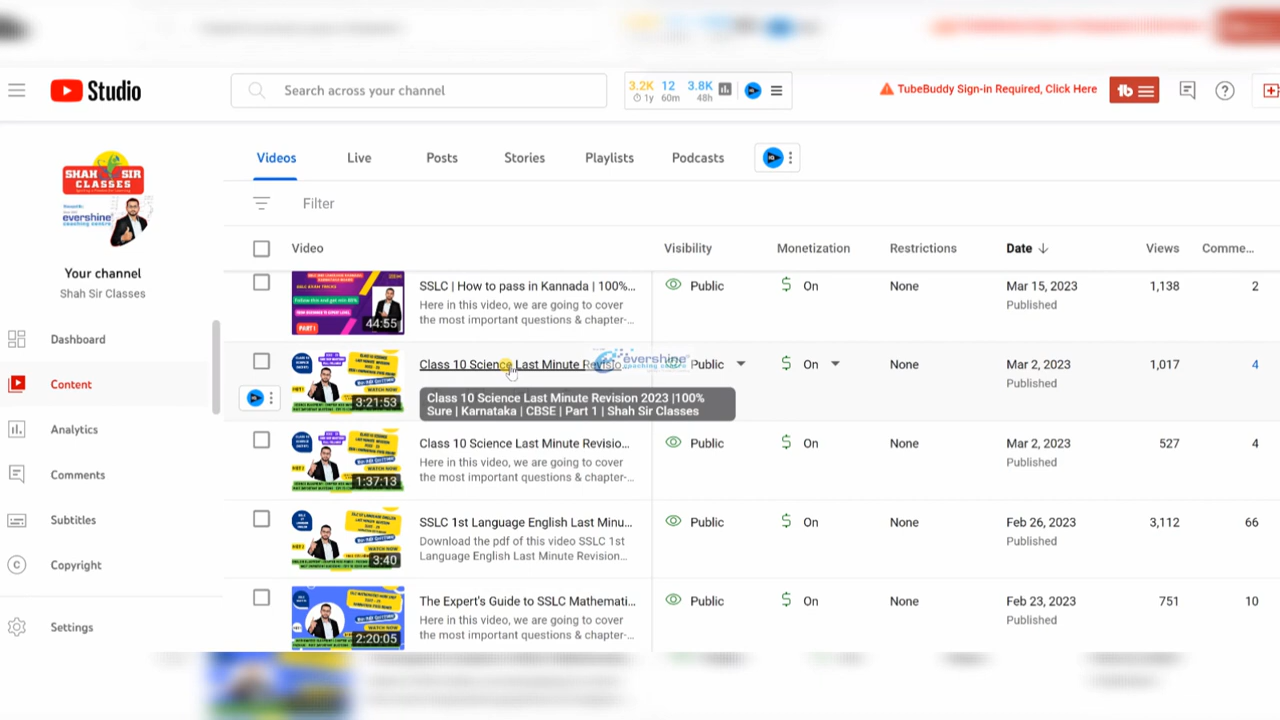 Studio
Search across your channel
3.2K 12 3.8K
1y 60m 48h
TubeBuddy Sign-in Required, Click Here
tb
SHAH SIR
CLASSES
evershine
Your channel
Shah Sir Classes
Dashboard
Content
Analytics
Comments
Subtitles
Copyright
Settings
Videos Live Posts Stories Playlists Podcasts
Filter
Video Visibility Monetization Restrictions Date Views Comme...
SSLC | How to pass in Kannada | 100%... Public On None Mar 15, 2023 1,138 2
Here in this video, we are going to cover Published
the most important questions & chapter-...
44:55
PART 1
Class 10 Science Last Minute Revisio Public On None Mar 2, 2023 1,017 4
Published
evershine
coaching centre
3:21:53
Class 10 Science Last Minute Revision 2023 |100%
Sure | Karnataka | CBSE | Part 1 | Shah Sir Classes
Class 10 Science Last Minute Revisio... Public On None Mar 2, 2023 527 4
Here in this video, we are going to cover Published
the most important questions & chapter-...
1:37:13
SSLC 1st Language English Last Minu... Public On None Feb 26, 2023 3,112 66
Download the pdf of this video SSLC 1st Published
Language English Last Minute Revision...
3:40
The Expert's Guide to SSLC Mathemati... Public On None Feb 23, 2023 751 10
Here in this video, we are going to cover Published
the most important questions & chapter-...
2:20:05